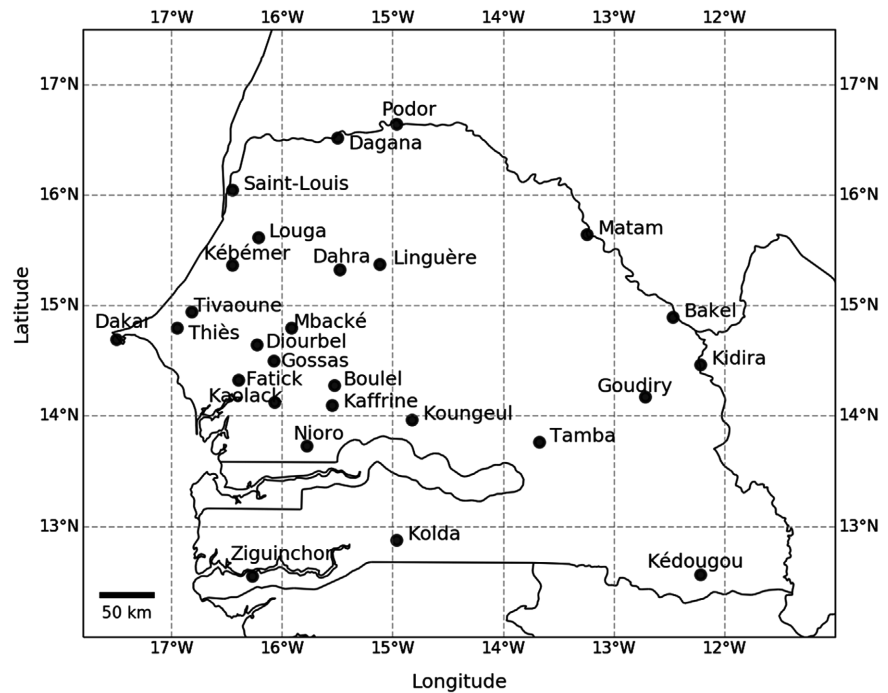 17°W 16°W 15°W 14°W 13°W 12°W
17°N 17°N
Podor
Dagana
16°N 16°N
Saint-Louis
Louga
Matam
Kébémer
Dahra
Linguère
15°N 15°N
Tivaoune
Bakel
Dakar
Mbacké
Thiès
Diourbel
Gossas
Kidira
Fatick
Boulel
Goudiry
Kaolack
Kaffrine
14°N 14°N
Koungeul
Nioro
Tamba
13°N 13°N
Kolda
Ziguinchor
Kédougou
50 km
17°W 16°W 15°W 14°W 13°W 12°W
Longitude
Latitude